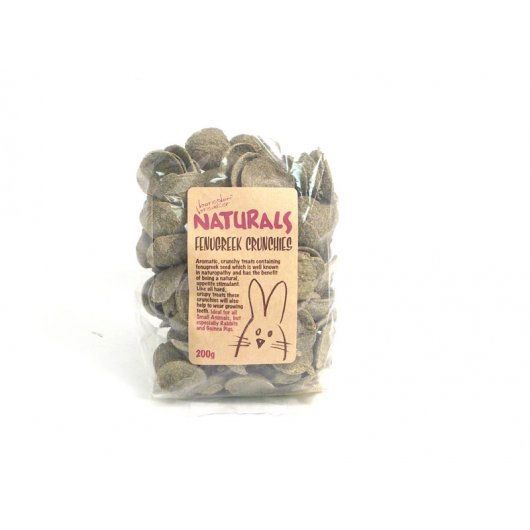 NATURALS
FENUGREEK CRUNCHIES
Aromatic, crunchy treats containing
fenugreek seed which is well known
in naturopathy and has the benefit
of being a natural,
appetite stimulant.
Like all hard,
crispy treats these
crunchies will also
help to wear growing
teeth. Ideal for all
Small Animals, but
especially Rabbits
and Guinea Pigs.
200g